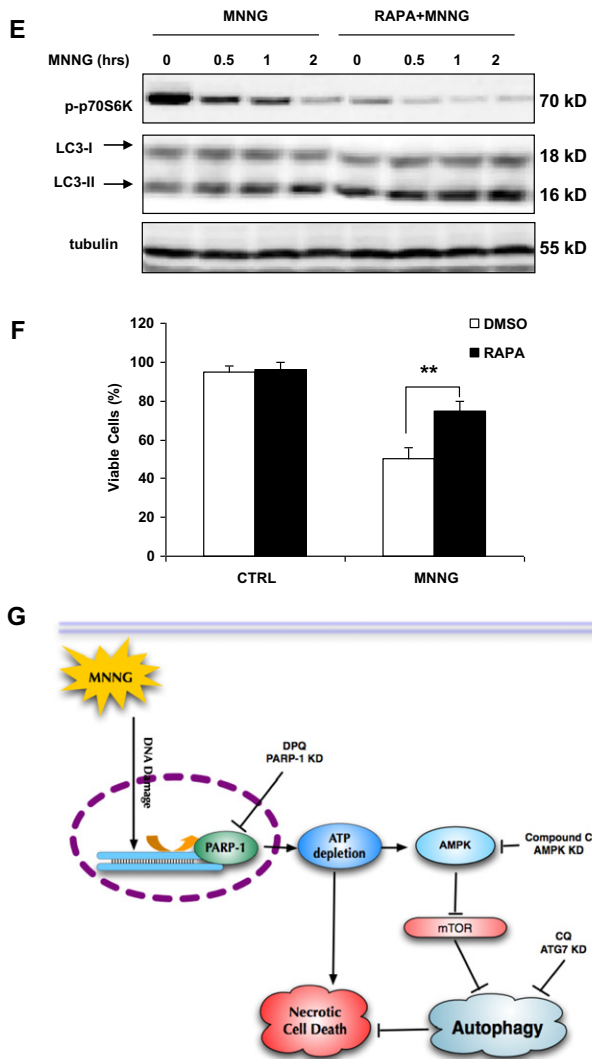 E
MNNG RAPA+MNNG
MNNG (hrs) 0 0.5 1 2 0 0.5 1 2
p-p70S6K 70 kD
LC3-I 18 kD
LC3-II 16 kD
tubulin 55 kD
F
120
100
80
60
40
20
0
Viable Cells (%)
DMSO
RAPA
**
CTRL MNNG
G
MNNG
DNA Damage
DPQ
PARP-1 KD
PARP-1
ATP
depletion
AMPK
Compound C
AMPK KD
mTOR
CQ
ATG7 KD
Necrotic
Cell Death
Autophagy